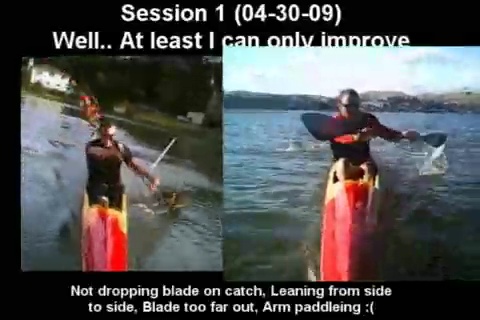 Session 1 (04-30-09)
Well.. At least I can only improve
Not dropping blade on catch, Leaning from side
to side, Blade too far out, Arm paddleing :(